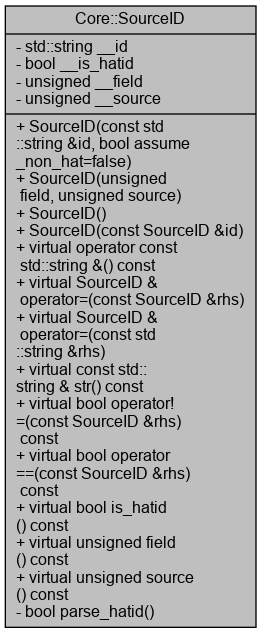 Core::SourceID
- std::string __id
- bool __is_hatid
- unsigned __field
- unsigned __source
+ SourceID(const std
::string &id, bool assume
_non_hat=false)
+ SourceID(unsigned
field, unsigned source)
+ SourceID()
+ SourceID(const SourceID &id)
+ virtual operator const
std::string &() const
+ virtual SourceID &
operator=(const SourceID &rhs)
+ virtual SourceID &
operator=(const std
::string &rhs)
+ virtual const std::
string & str() const
+ virtual bool operator!
=(const SourceID &rhs)
const
+ virtual bool operator
==(const SourceID &rhs)
const
+ virtual bool is_hatid
() const
+ virtual unsigned field
() const
+ virtual unsigned source
() const
- bool parse_hatid()